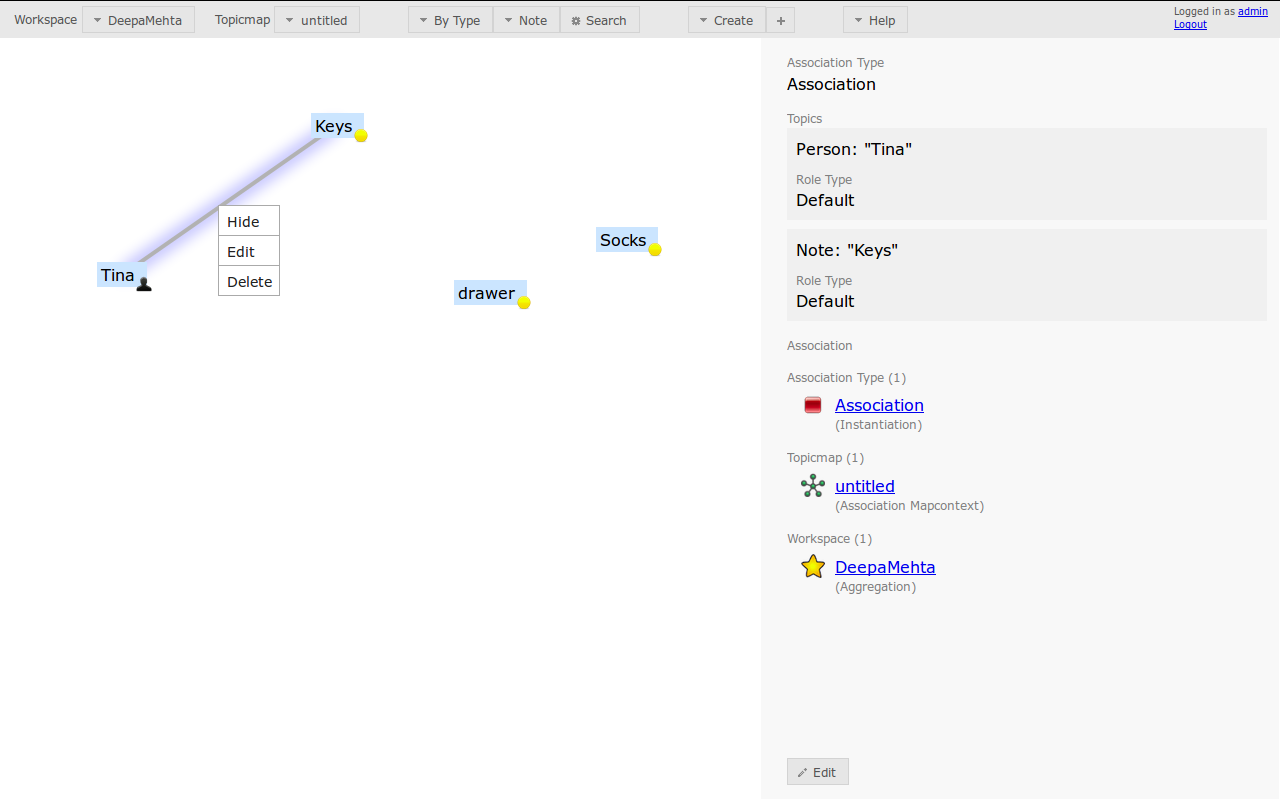 Workspace DeepaMehta Topicmap untitled By Type Note Search Create + Help Logged in as admin
Logout
Keys
Tina
Hide
Edit
Delete
Socks
drawer
Association Type
Association
Topics
Person: "Tina"
Role Type
Default
Note: "Keys"
Role Type
Default
Association
Association Type (1)
Association
(Instantiation)
Topicmap (1)
untitled
(Association Mapcontext)
Workspace (1)
DeepaMehta
(Aggregation)
Edit